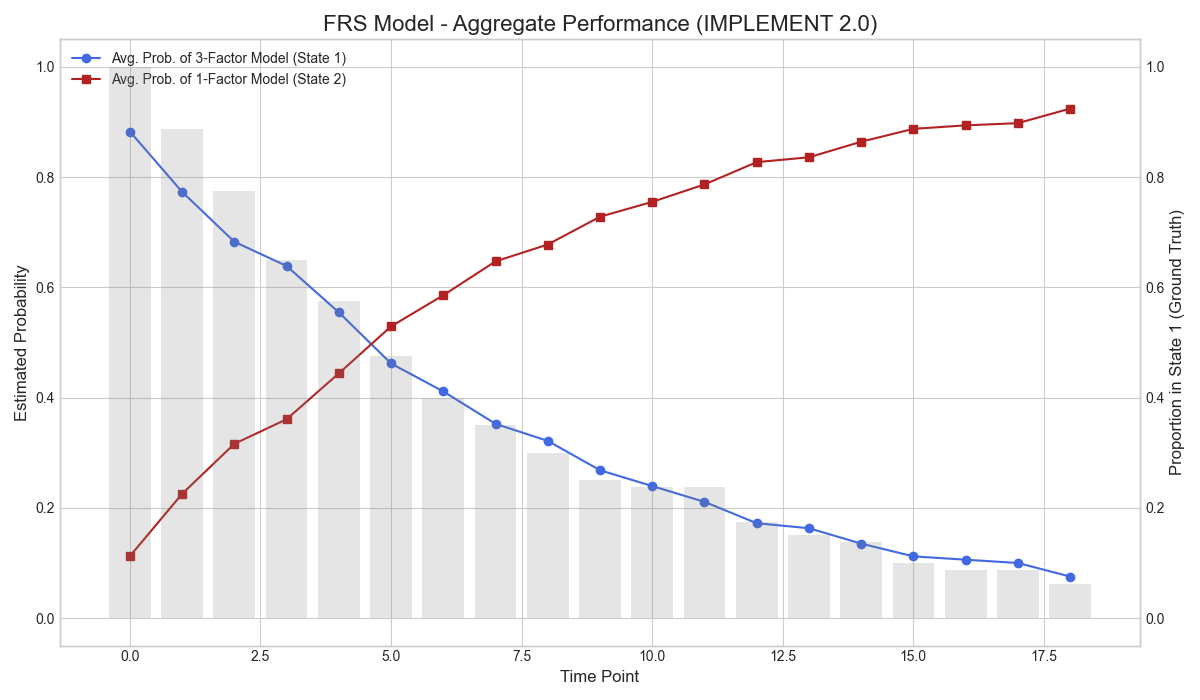 FRS Model - Aggregate Performance (IMPLEMENT 2.0)
Avg. Prob. of 3-Factor Model (State 1)
Avg. Prob. of 1-Factor Model (State 2)
Estimated Probability
1.0
0.8
0.6
0.4
0.2
0.0
1.0
0.8
0.6
0.4
0.2
0.0
Proportion in State 1 (Ground Truth)
0.0 2.5 5.0 7.5 10.0 12.5 15.0 17.5
Time Point